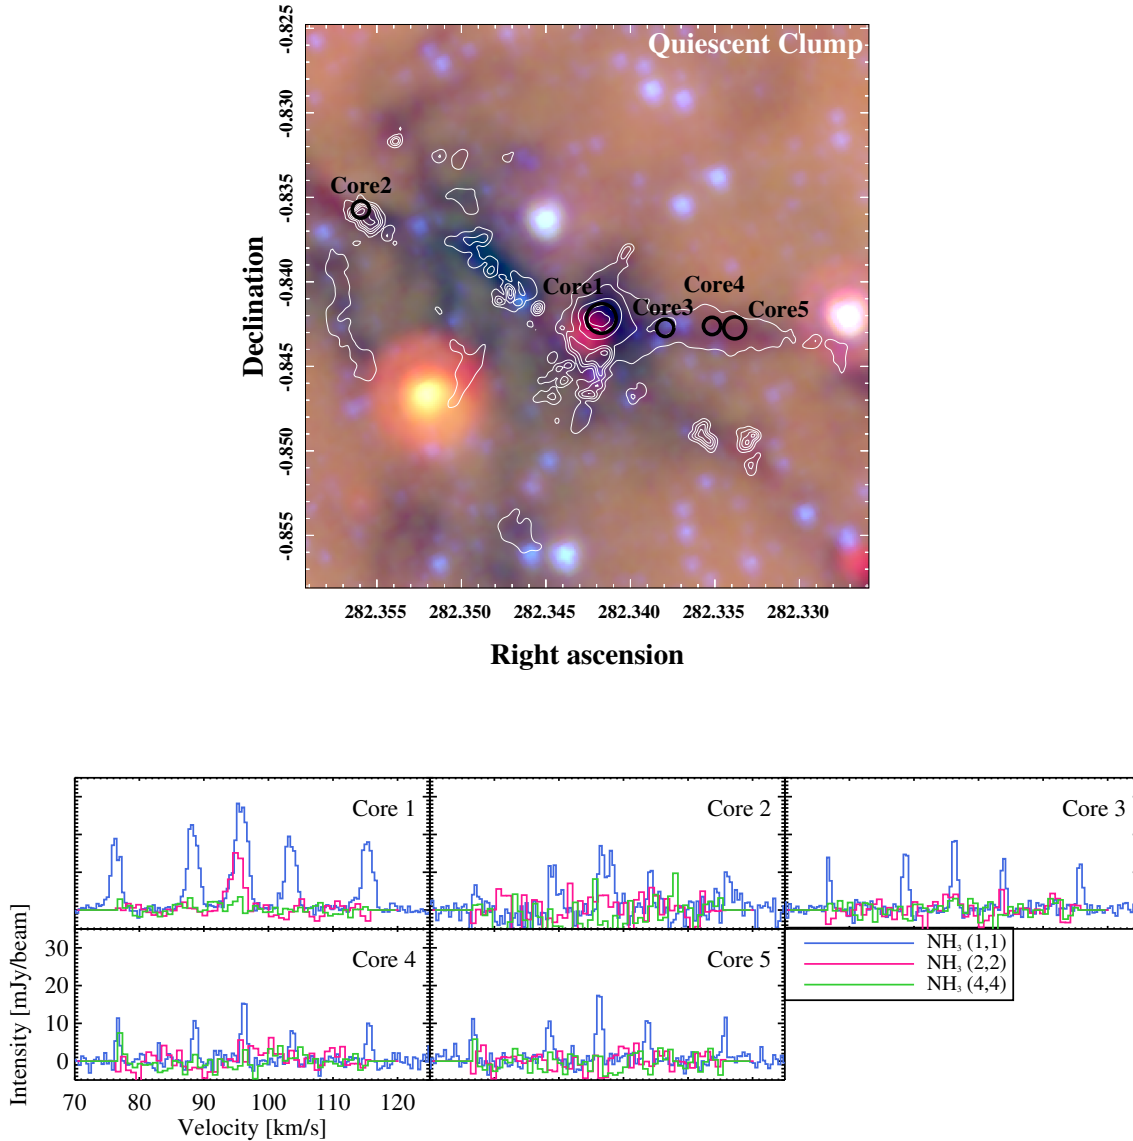 Quiescent Clump
-0.825
-0.830
-0.835
-0.840
-0.845
-0.850
-0.855
Declination
Core2
Core1
Core3
Core4
Core5
282.355 282.350 282.345 282.340 282.335 282.330
Right ascension
Core 1
Core 2
Core 3
Core 4
Core 5
NH₃ (1,1)
NH₃ (2,2)
NH₃ (4,4)
Intensity [mJy/beam]
30
20
10
0
70 80 90 100 110 120
Velocity [km/s]